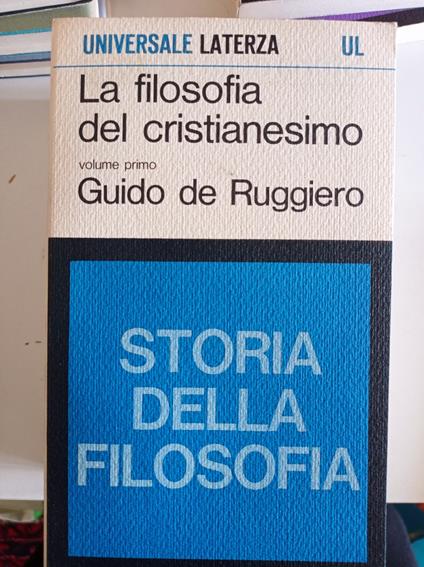 UNIVERSALE LATERZA UL
La filosofia
del cristianesimo
volume primo
Guido de Ruggiero
STORIA
DELLA
FILOSOFIA